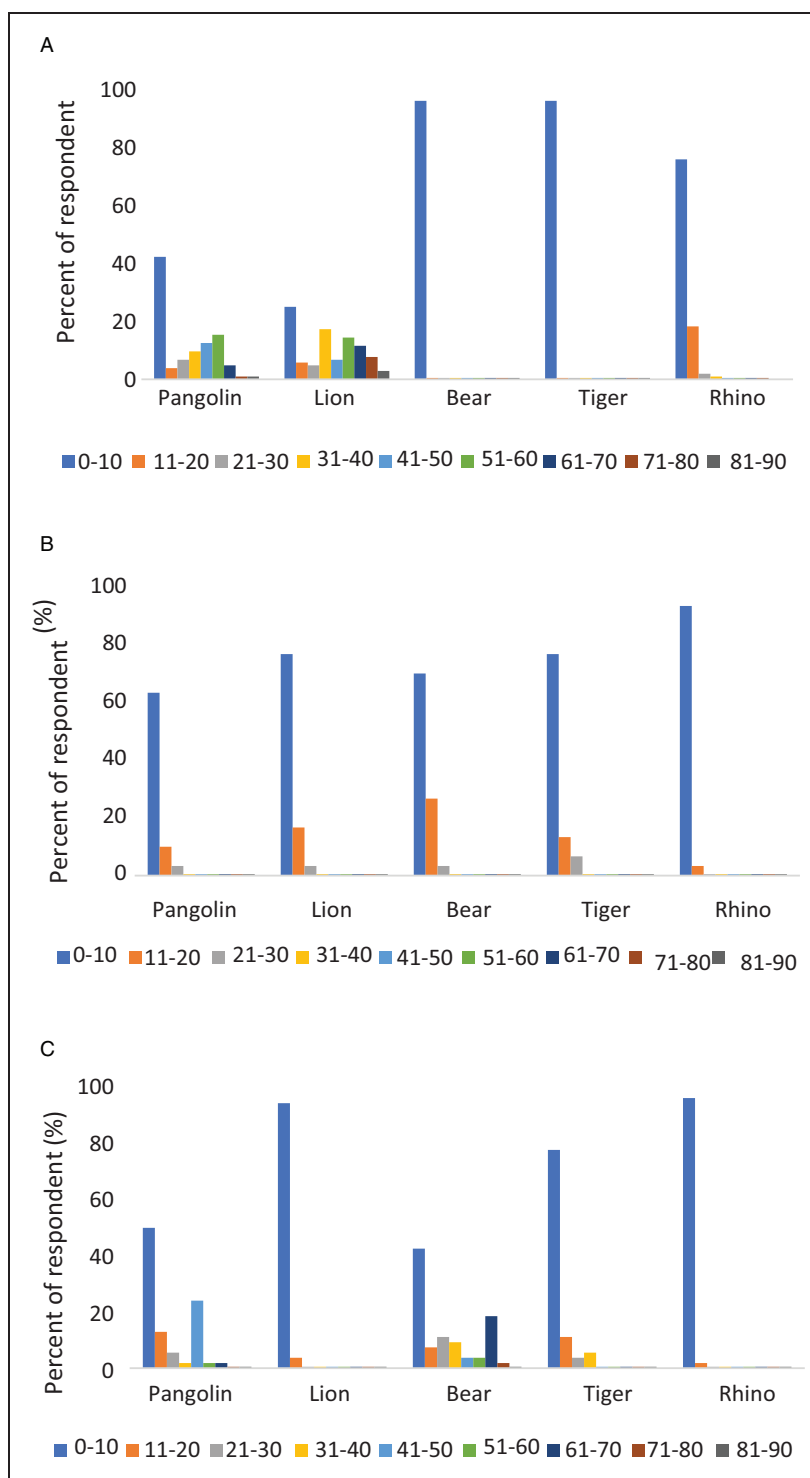 A
Percent of respondent
100
80
60
40
20
0
Pangolin Lion Bear Tiger Rhino
0-10 11-20 21-30 31-40 41-50 51-60 61-70 71-80 81-90
B
Percent of respondent (%)
100
80
60
40
20
0
Pangolin Lion Bear Tiger Rhino
0-10 11-20 21-30 31-40 41-50 51-60 61-70 71-80 81-90
C
Percent of respondent (%)
100
80
60
40
20
0
Pangolin Lion Bear Tiger Rhino
0-10 11-20 21-30 31-40 41-50 51-60 61-70 71-80 81-90